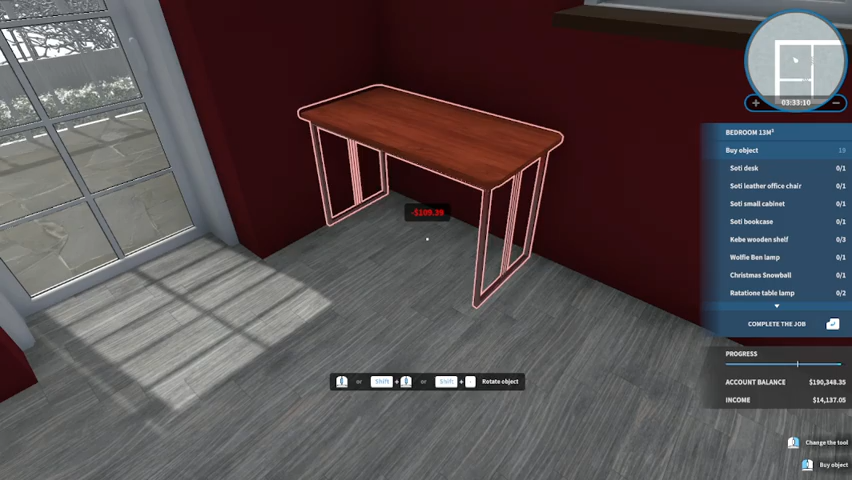 03:33:10
BEDROOM 13M²
Buy object 19
Soti desk 0/1
Soti leather office chair 0/1
Soti small cabinet 0/1
Soti bookcase 0/1
Kebe wooden shelf 0/3
Wolfie Ben lamp 0/1
Christmas Snowball 0/1
Ratatione table lamp 0/2
COMPLETE THE JOB
PROGRESS
ACCOUNT BALANCE $190,348.35
INCOME $14,137.05
-$109.39
or Shift + or Shift + Rotate object
Change the tool
Buy object